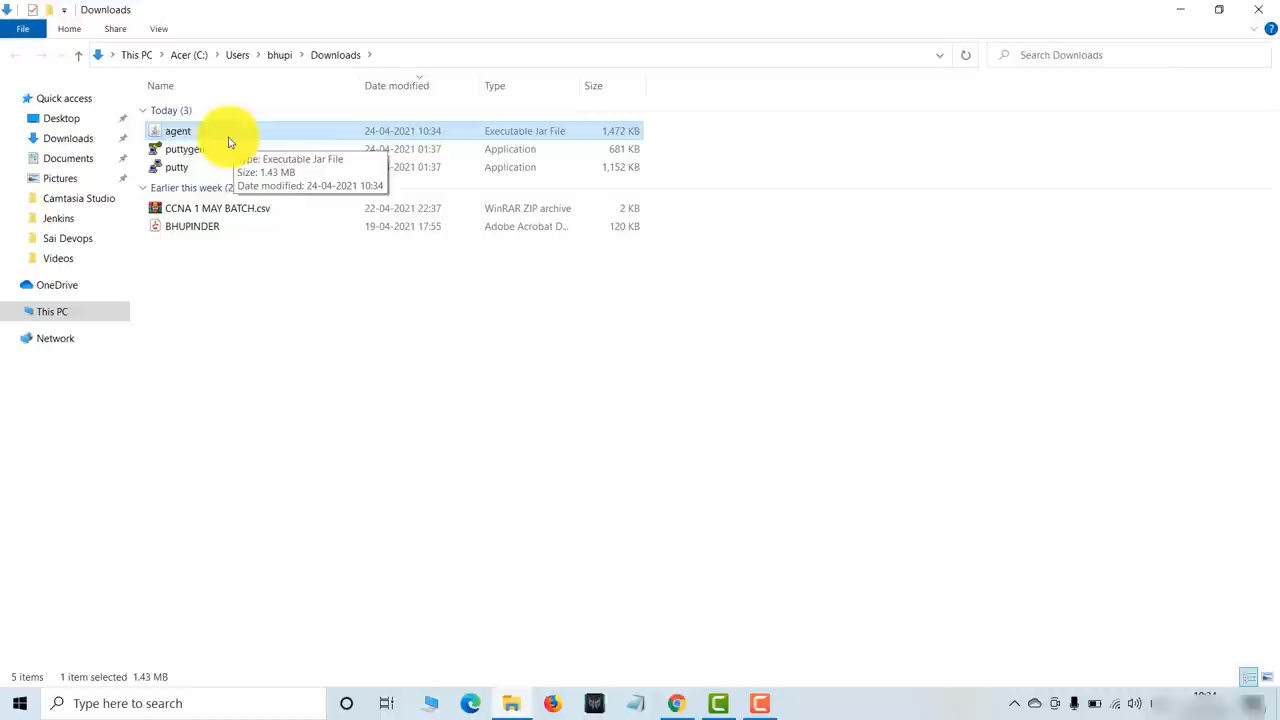 Downloads
File Home Share View
This PC Acer (C:) Users bhupi Downloads
Search Downloads
Name Date modified Type Size
Quick access
Desktop
Downloads
Documents
Pictures
Camtasia Studio
Jenkins
Sai Devops
Videos
OneDrive
This PC
Network
Today (3)
agent 24-04-2021 10:34 Executable Jar File 1,472 KB
24-04-2021 01:37 Application 681 KB
putty 24-04-2021 01:37 Application 1,152 KB
Type: Executable Jar File
Size: 1.43 MB
Date modified: 24-04-2021 10:34
Earlier this week (2
CCNA 1 MAY BATCH.csv 22-04-2021 22:37 WinRAR ZIP archive 2 KB
BHUPINDER 19-04-2021 17:55 Adobe Acrobat D... 120 KB
5 items 1 item selected 1.43 MB
Type here to search